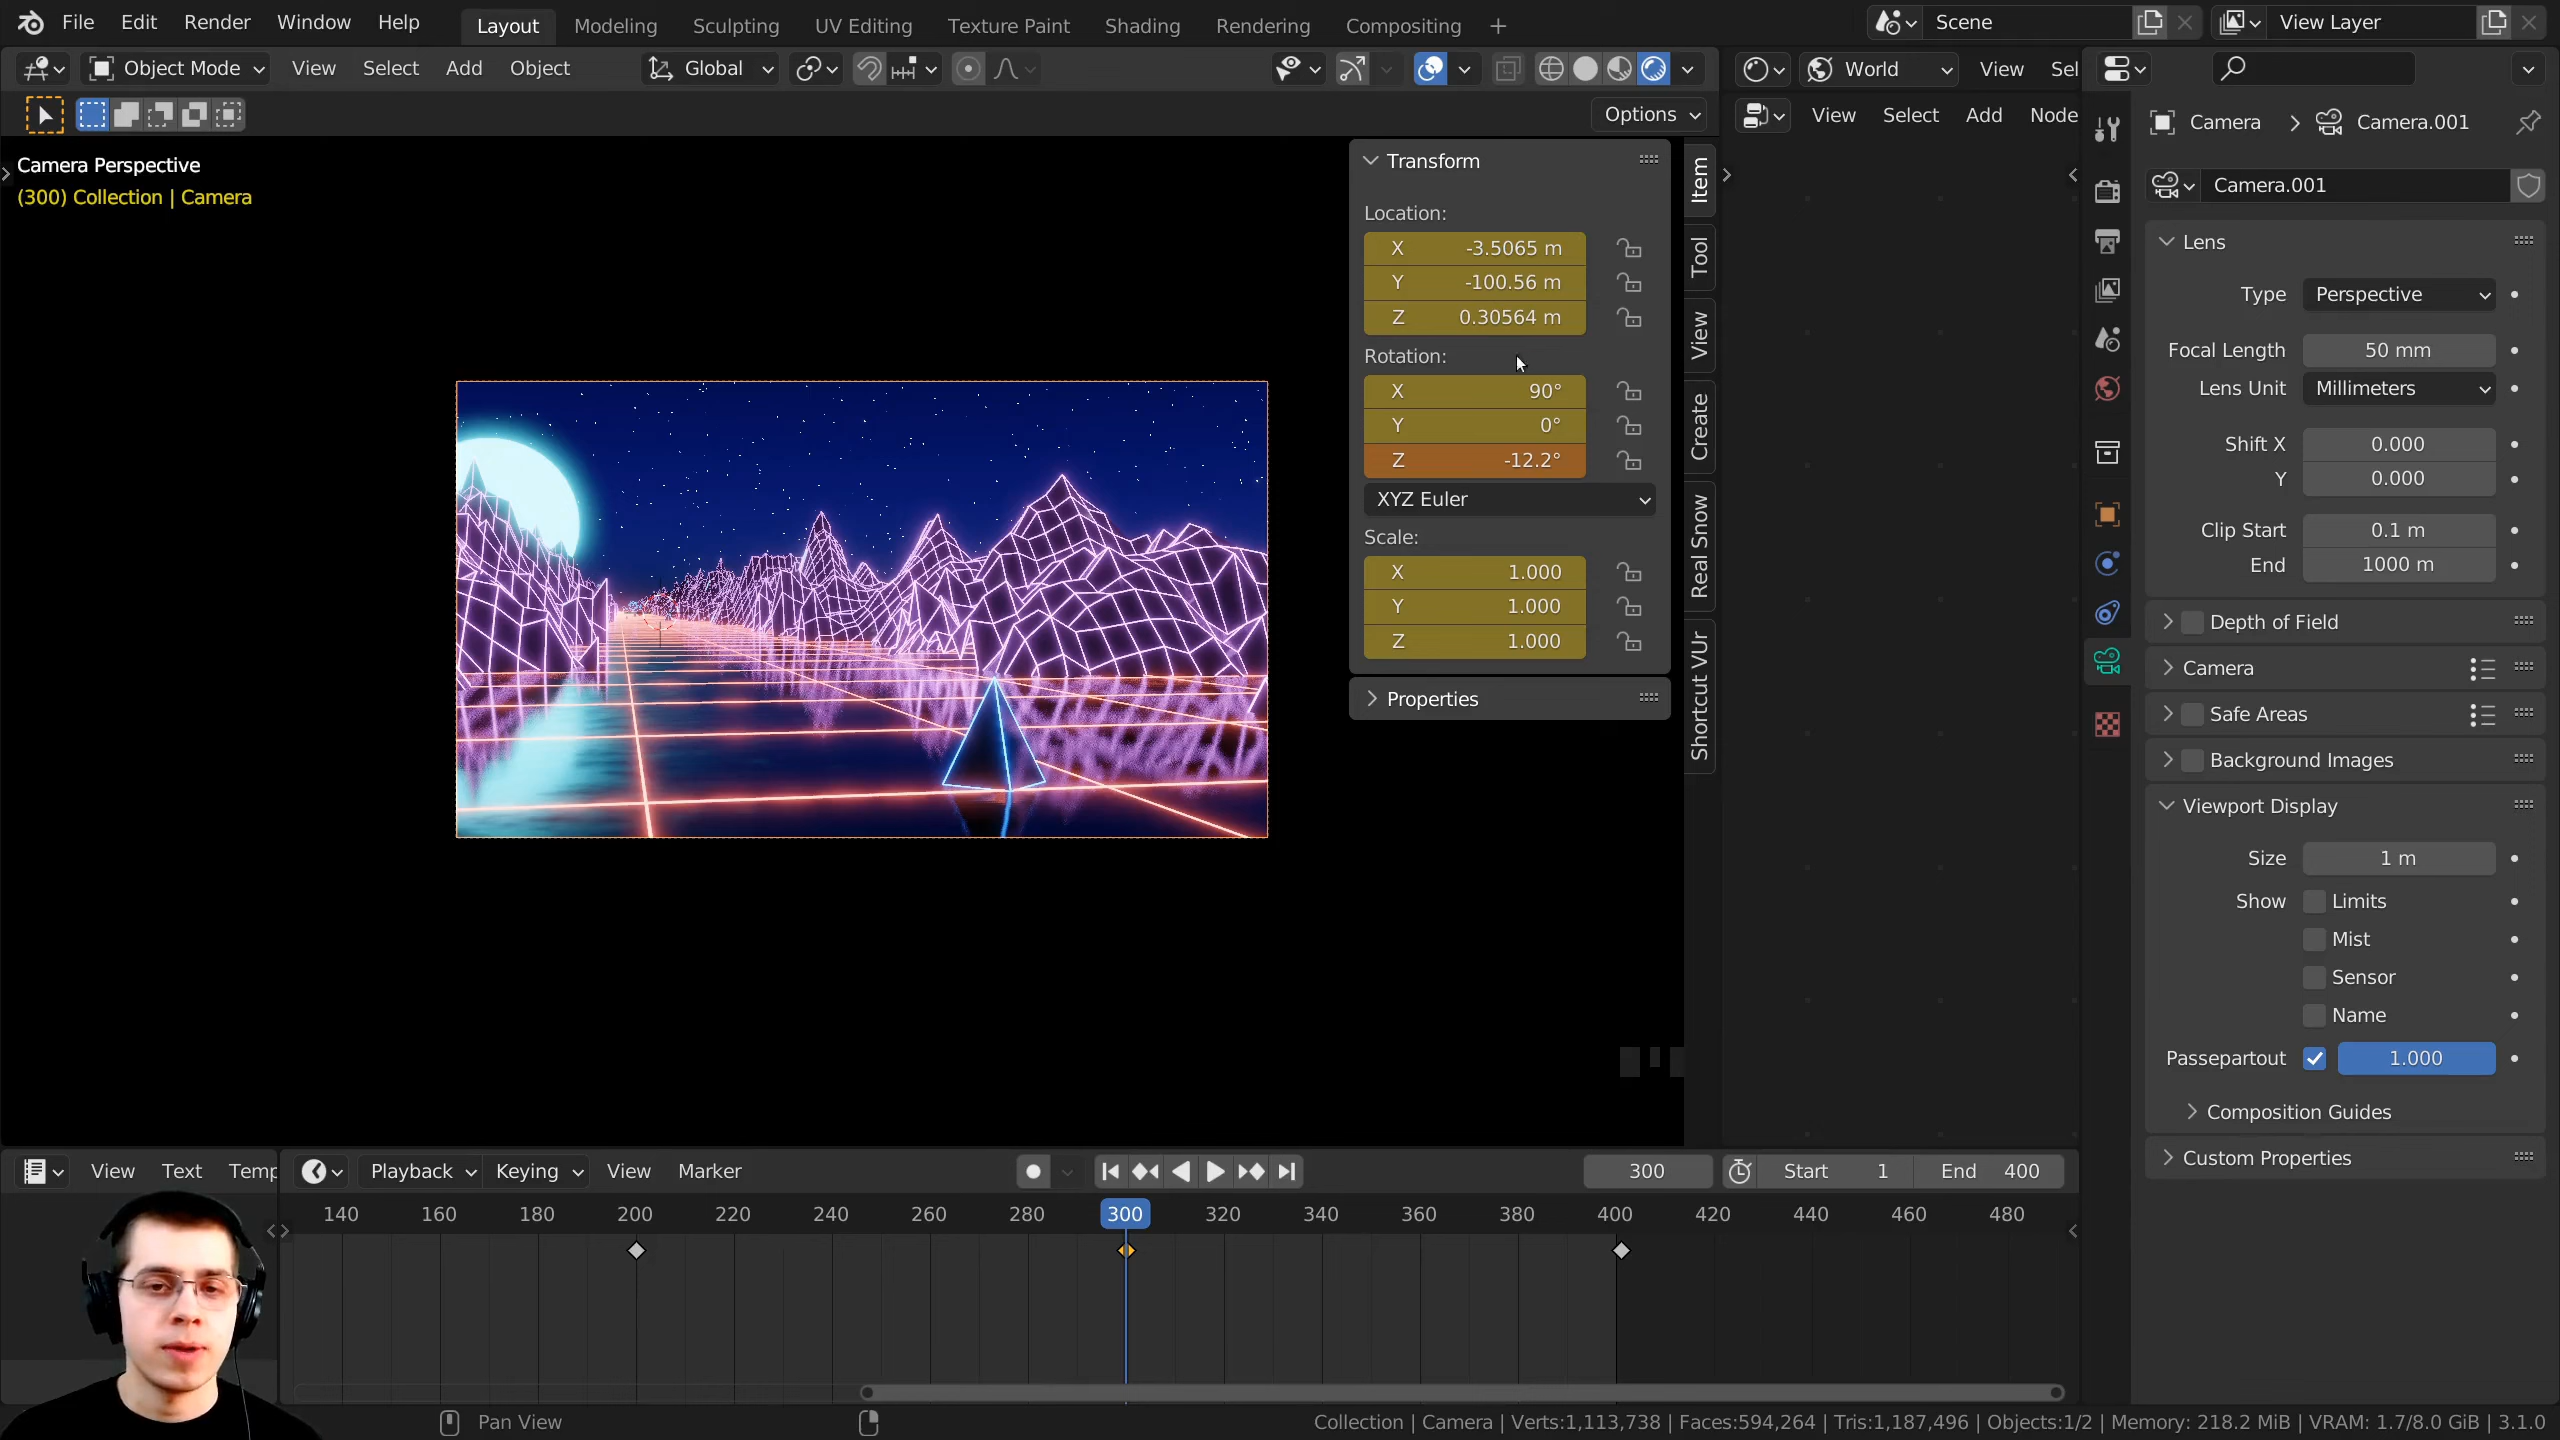 File Edit Render Window Help Layout Modeling Sculpting UV Editing Texture Paint Shading Rendering Compositing + Scene View Layer
Object Mode View Select Add Object Global World View Sel
Options View Select Add Node
Camera Perspective
(300) Collection | Camera
Transform
Location:
X -3.5065 m
Y -100.56 m
Z 0.30564 m
Rotation:
X 90°
Y 0°
Z -12.2°
XYZ Euler
Scale:
X 1.000
Y 1.000
Z 1.000
Properties
Item
Tool
View
Create
Real Snow
Shortcut VUr
Camera > Camera.001
Camera.001
Lens
Type Perspective
Focal Length 50 mm
Lens Unit Millimeters
Shift X 0.000
Y 0.000
Clip Start 0.1 m
End 1000 m
Depth of Field
Camera
Safe Areas
Background Images
Viewport Display
Size 1 m
Show Limits
Mist
Sensor
Name
Passepartout 1.000
Composition Guides
Custom Properties
View Text Temp Playback Keying View Marker 300 Start 1 End 400
140 160 180 200 220 240 260 280 300 320 340 360 380 400 420 440 460 480
Pan View Collection | Camera | Verts:1,113,738 | Faces:594,264 | Tris:1,187,496 | Objects:1/2 | Memory: 218.2 MiB | VRAM: 1.7/8.0 GiB | 3.1.0